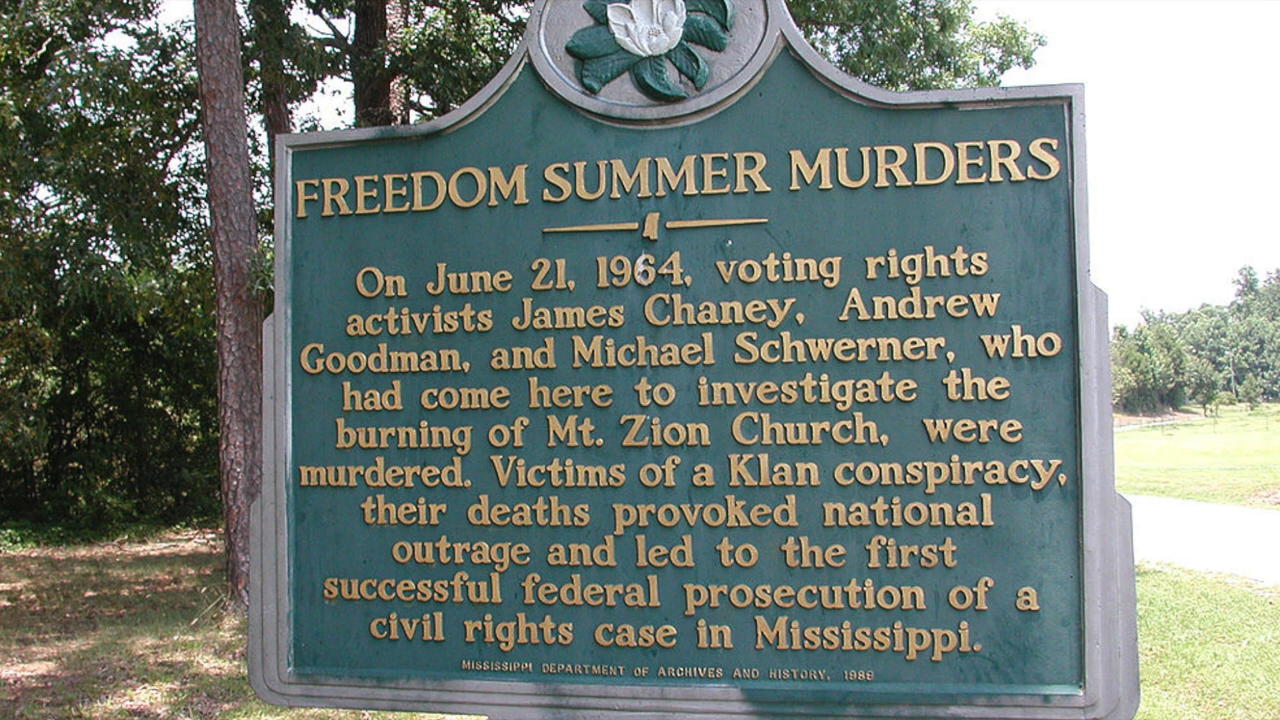 FREEDOM SUMMER MURDERS
On June 21, 1964, voting rights
activists James Chaney, Andrew
Goodman, and Michael Schwerner, who
had come here to investigate the
burning of Mt. Zion Church, were
murdered. Victims of a Klan conspiracy,
their deaths provoked national
outrage and led to the first
successful federal prosecution of a
civil rights case in Mississippi.
MISSISSIPPI DEPARTMENT OF ARCHIVES AND HISTORY, 1989